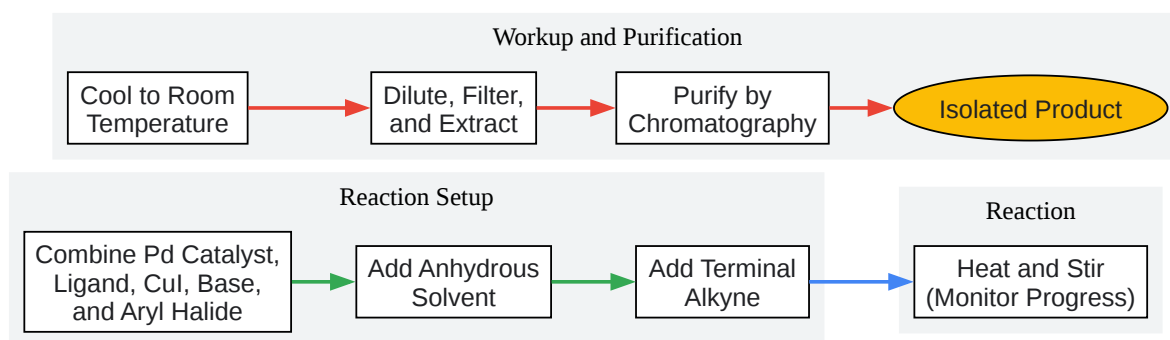 Workup and Purification
Cool to Room
Temperature
Dilute, Filter,
and Extract
Purify by
Chromatography
Isolated Product
Reaction Setup
Combine Pd Catalyst,
Ligand, CuI, Base,
and Aryl Halide
Add Anhydrous
Solvent
Add Terminal
Alkyne
Reaction
Heat and Stir
(Monitor Progress)